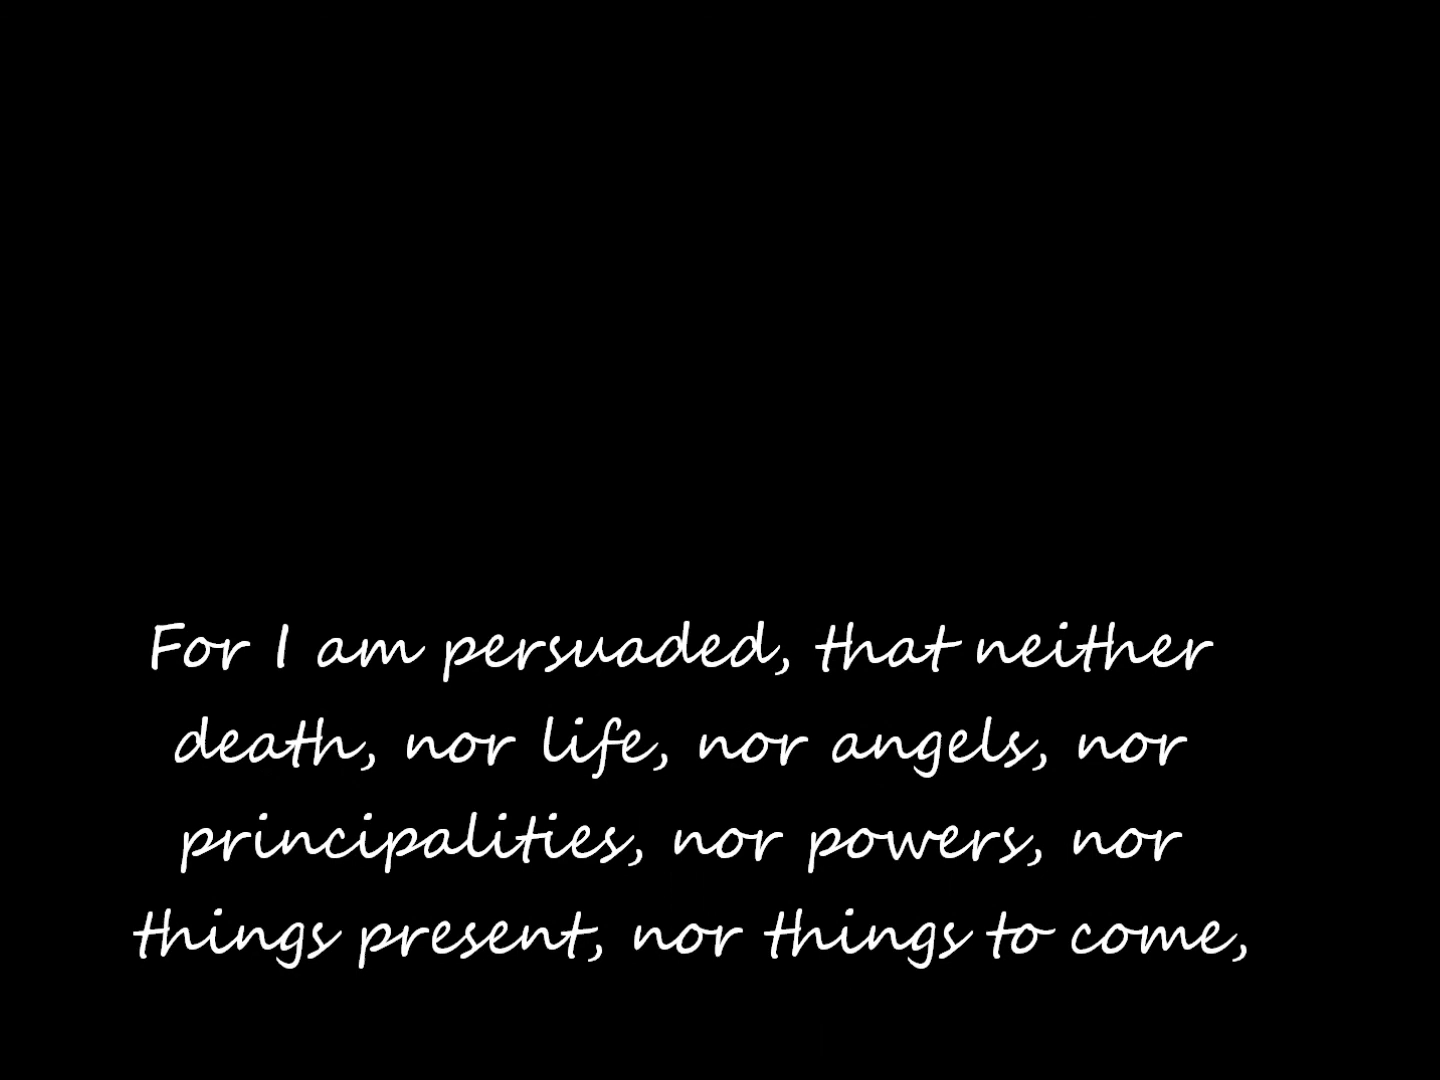 For I am persuaded, that neither
death, nor life, nor angels, nor
principalities, nor powers, nor
things present, nor things to come,